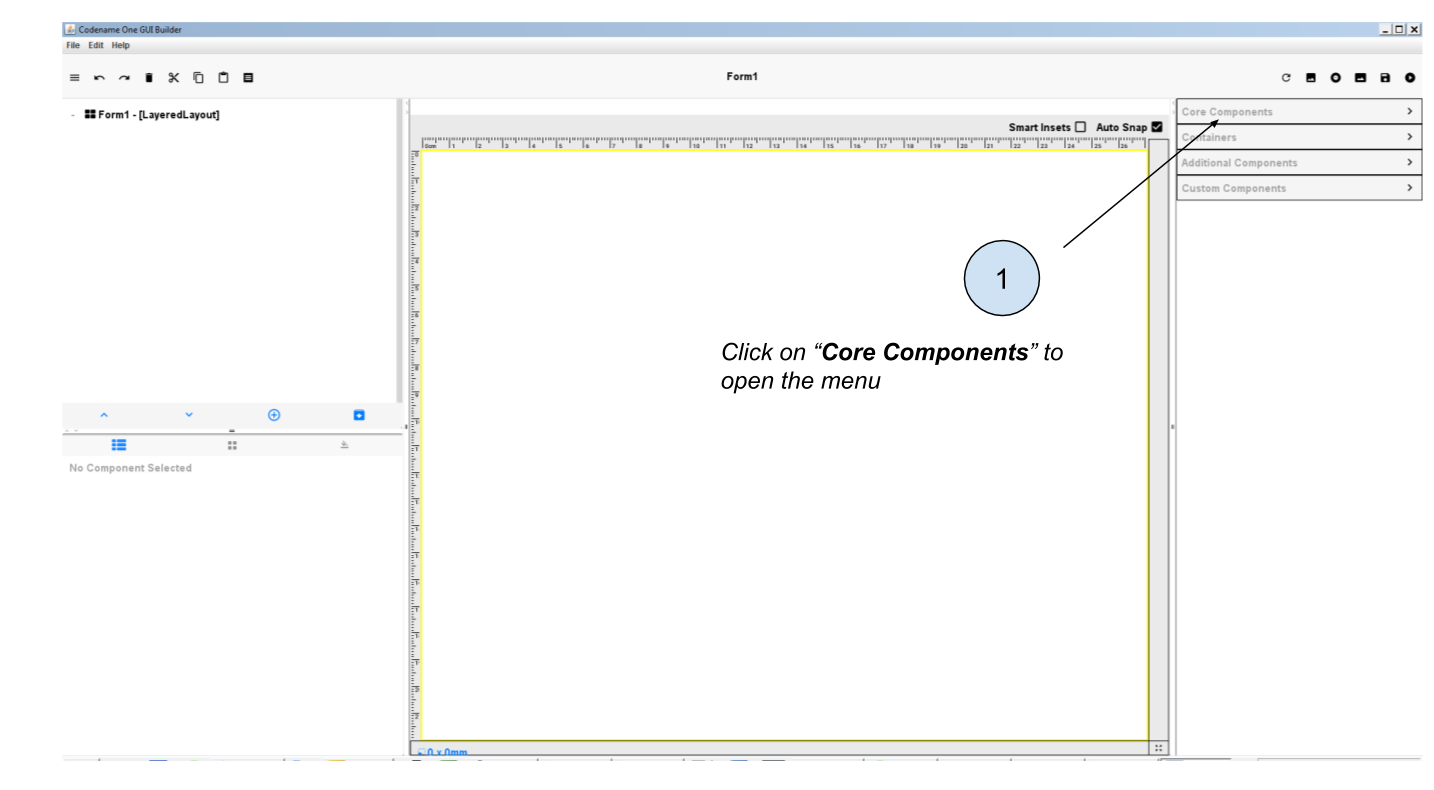 Codename One GUI Builder
File Edit Help
Form1
Form1 - [LayeredLayout]
Smart Insets Auto Snap
0cm 1 2 3 4 5 6 7 8 9 10 11 12 13 14 15 16 17 18 19 20 21 22 23 24 25 26
Core Components
Containers
Additional Components
Custom Components
1
Click on “Core Components” to
open the menu
No Component Selected
0 x 0mm